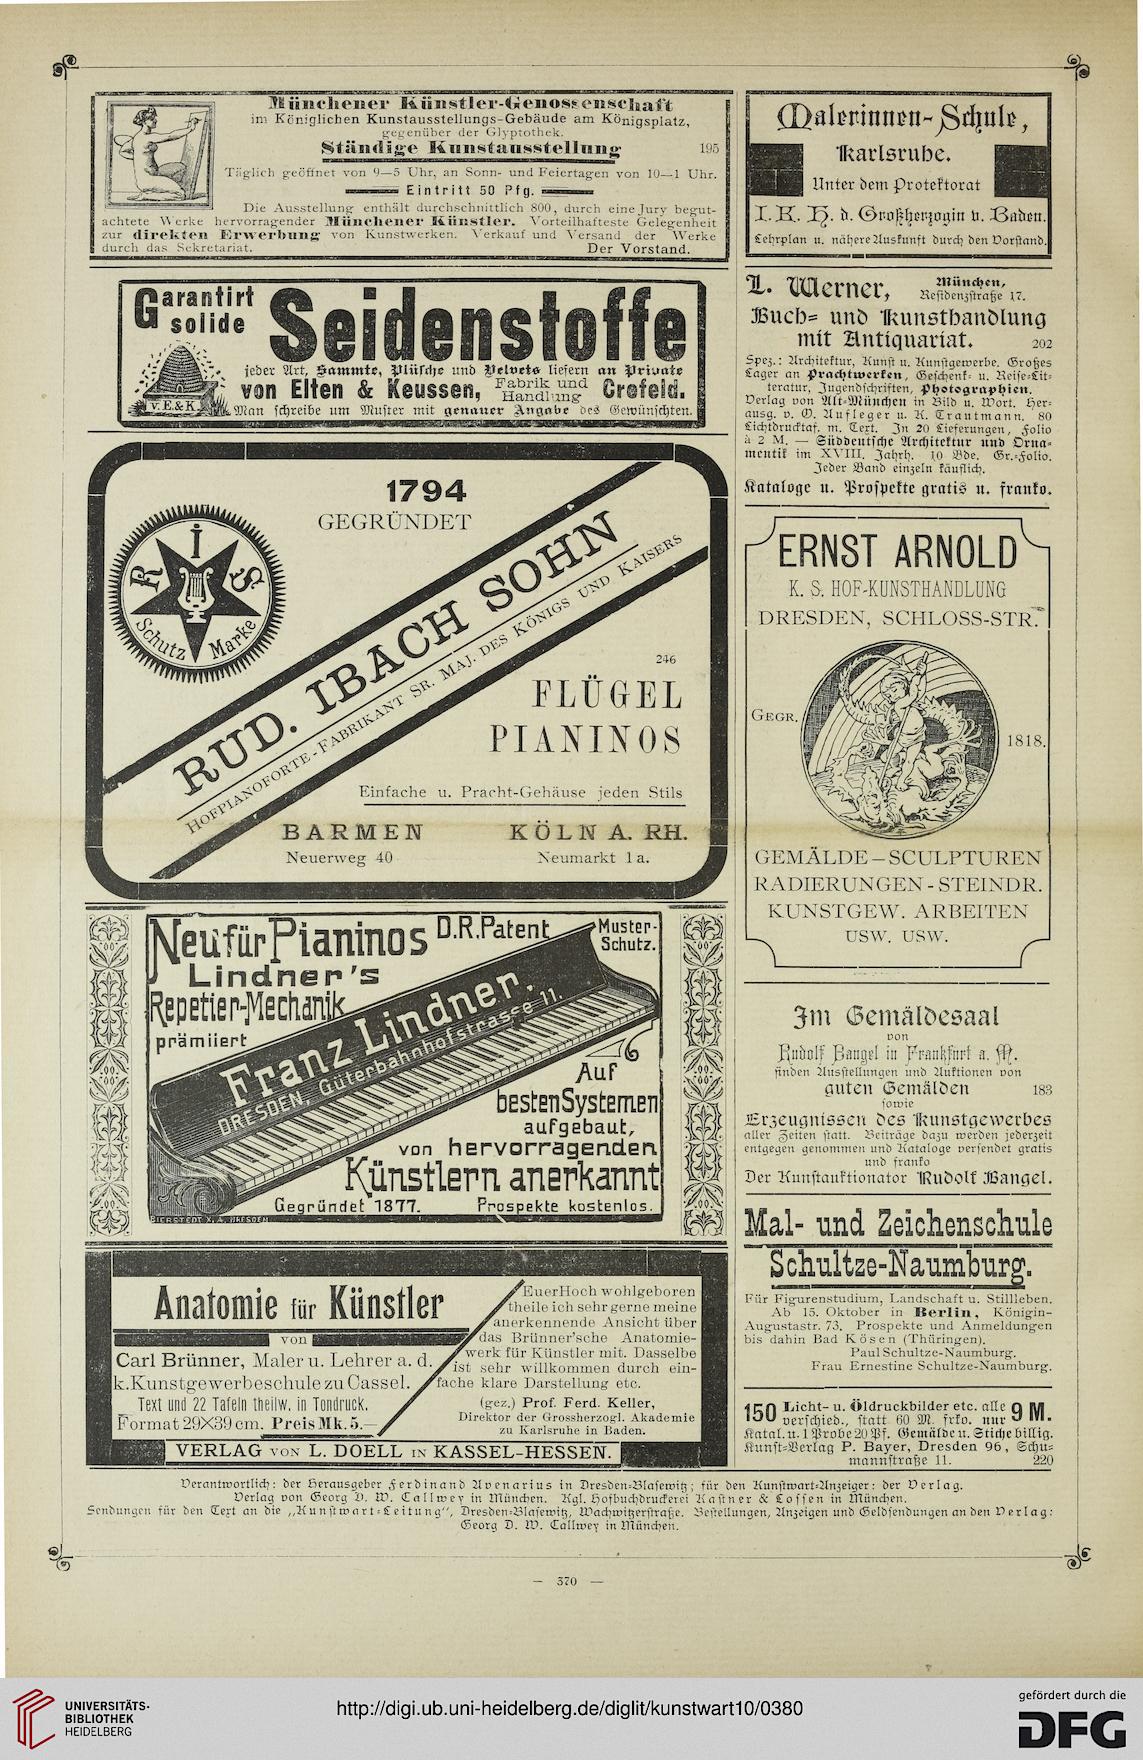 Münchener Künstler-Genossenschaft
im Königlichen Kunstausstellungs-Gebäude am Königsplatz,
gegenüber der Glyptothek.
Ständige Kunstausstellung 195
Täglich geöffnet von 9—5 Uhr, an Sonn- und Feiertagen von 10—1 Uhr.
Eintritt 50 Pfg.
Die Ausstellung enthält durchschnittlich 800, durch eine Jury begut-
achtete Werke hervorragender Münchener Künstler. Vorteilhafteste Gelegenheit
zur direkten Erwerbung von Kunstwerken. Verkauf und Versand der Werke
durch das Sekretariat. Der Vorstand.
Garantirt
solide
Seidenstoffe
jeder Art, Sammte, Plüsche und Velvets liefern an Private
von Elten & Keussen, Fabrik und Handlung Crefeld.
v.E.&K.
Man schreibe um Muster mit genauer Angabe des Gewünschten.
1794
GEGRÜNDET
IRIS
Schutz Marke
RUD. IBACH SOHN
HOFPIANOFORTE-FABRIKANT SR. MAJ. DES KÖNIGS UND KAISERS
246
FLÜGEL
PIANINOS
Einfache u. Pracht-Gehäuse jeden Stils
BARMEN KÖLN A. RH.
Neuerweg 40 Neumarkt 1a.
Neu für Pianinos D.R.Patent Muster-
Schutz.
Lindner's
Repetier-Mechanik
prämiiert
Franz Lindner.
DRESDEN, Güterbahnhofstrasse 11.
Auf
besten Systemen
aufgebaut,
von hervorragenden
Künstlern anerkannt
Gegründet 1877. Prospekte kostenlos.
Anatomie für Künstler
von
Carl Brünner, Maler u. Lehrer a. d.
k. Kunstgewerbeschule zu Cassel.
Text und 22 Tafeln theilw. in Tondruck.
Format 29X39 cm. Preis Mk. 5.—
Euer Hochwohlgeboren
theile ich sehr gerne meine
anerkennende Ansicht über
das Brünner'sche Anatomie-
werk für Künstler mit. Dasselbe
ist sehr willkommen durch ein-
fache klare Darstellung etc.
(gez.) Prof. Ferd. Keller,
Direktor der Grossherzogl. Akademie
zu Karlsruhe in Baden.
VERLAG VON L. DOELL IN KASSEL-HESSEN.
Malerinnen-Schule,
Karlsruhe.
Unter dem Protektorat
I. K. H. d. Großherzogin v. Baden.
Lehrplan u. nähere Auskunft durch den Vorstand.
L. Werner, München,
Residenzstraße 17.
Buch= und Kunsthandlung
mit Antiquariat. 202
Spez.: Architektur, Kunst u. Kunstgewerbe. Großes
Lager an Prachtwerken, Geschenk= u. Reise=Lit=
teratur, Jugendschriften, Photographien.
Verlag von Alt=München in Bild u. Wort. Her=
ausg. v. O. Aufleger u. K. Trautmann. 80
Lichtdrucktaf. m. Text. In 20 Lieferungen, Folio
à 2 M. — Süddeutsche Architektur und Orna=
mentik im XVIII. Jahrh. 10 Bde. Gr.=Folio.
Jeder Band einzeln käuflich.
Kataloge u. Prospekte gratis u. franko.
ERNST ARNOLD
K. S. HOF-KUNSTHANDLUNG
DRESDEN, SCHLOSS-STR.
GEGR. 1818.
GEMÄLDE–SCULPTUREN
RADIERUNGEN-STEINDR.
KUNSTGEW. ARBEITEN
USW. USW.
Im Gemäldesaal
von
Rudolf Bangel in Frankfurt a. M.
finden Ausstellungen und Auktionen von
guten Gemälden 183
sowie
Erzeugnissen des Kunstgewerbes
aller Zeiten statt. Beiträge dazu werden jederzeit
entgegen genommen und Kataloge versendet gratis
und franko
Der Kunstauktionator Rudolf Bangel.
Mal- und Zeichenschule
Schultze-Naumburg.
Für Figurenstudium, Landschaft u. Stillleben.
Ab 15. Oktober in Berlin, Königin-
Augustastr. 73. Prospekte und Anmeldungen
bis dahin Bad Kösen (Thüringen).
Paul Schultze-Naumburg.
Frau Ernestine Schultze-Naumburg.
150 Licht- u. Öldruckbilder etc. alle 9 M.
verschied., statt 60 M. frko. nur
Katal. u. 1 Probe 20 Pf. Gemälde u. Stiche billig.
Kunst=Verlag P. Bayer, Dresden 96, Schu=
mannstraße 11. 220
Verantwortlich: der Herausgeber Ferdinand Avenarius in Dresden=Blasewitz; für den Kunstwart=Anzeiger: der Verlag.
Verlag von Georg D. W. Callwey in München. Kgl. Hofbuchdruckerei Kastner & Lossen in München.
Sendungen für den Text an die „Kunstwart=Leitung", Dresden=Blasewitz, Wachwitzerstraße. Bestellungen, Anzeigen und Geldsendungen an den Verlag:
Georg D. W. Callwey in München.
— 370 —
UNIVERSITÄTS-
BIBLIOTHEK
HEIDELBERG
http://digi.ub.uni-heidelberg.de/diglit/kunstwart10/0380
gefördert durch die
DFG